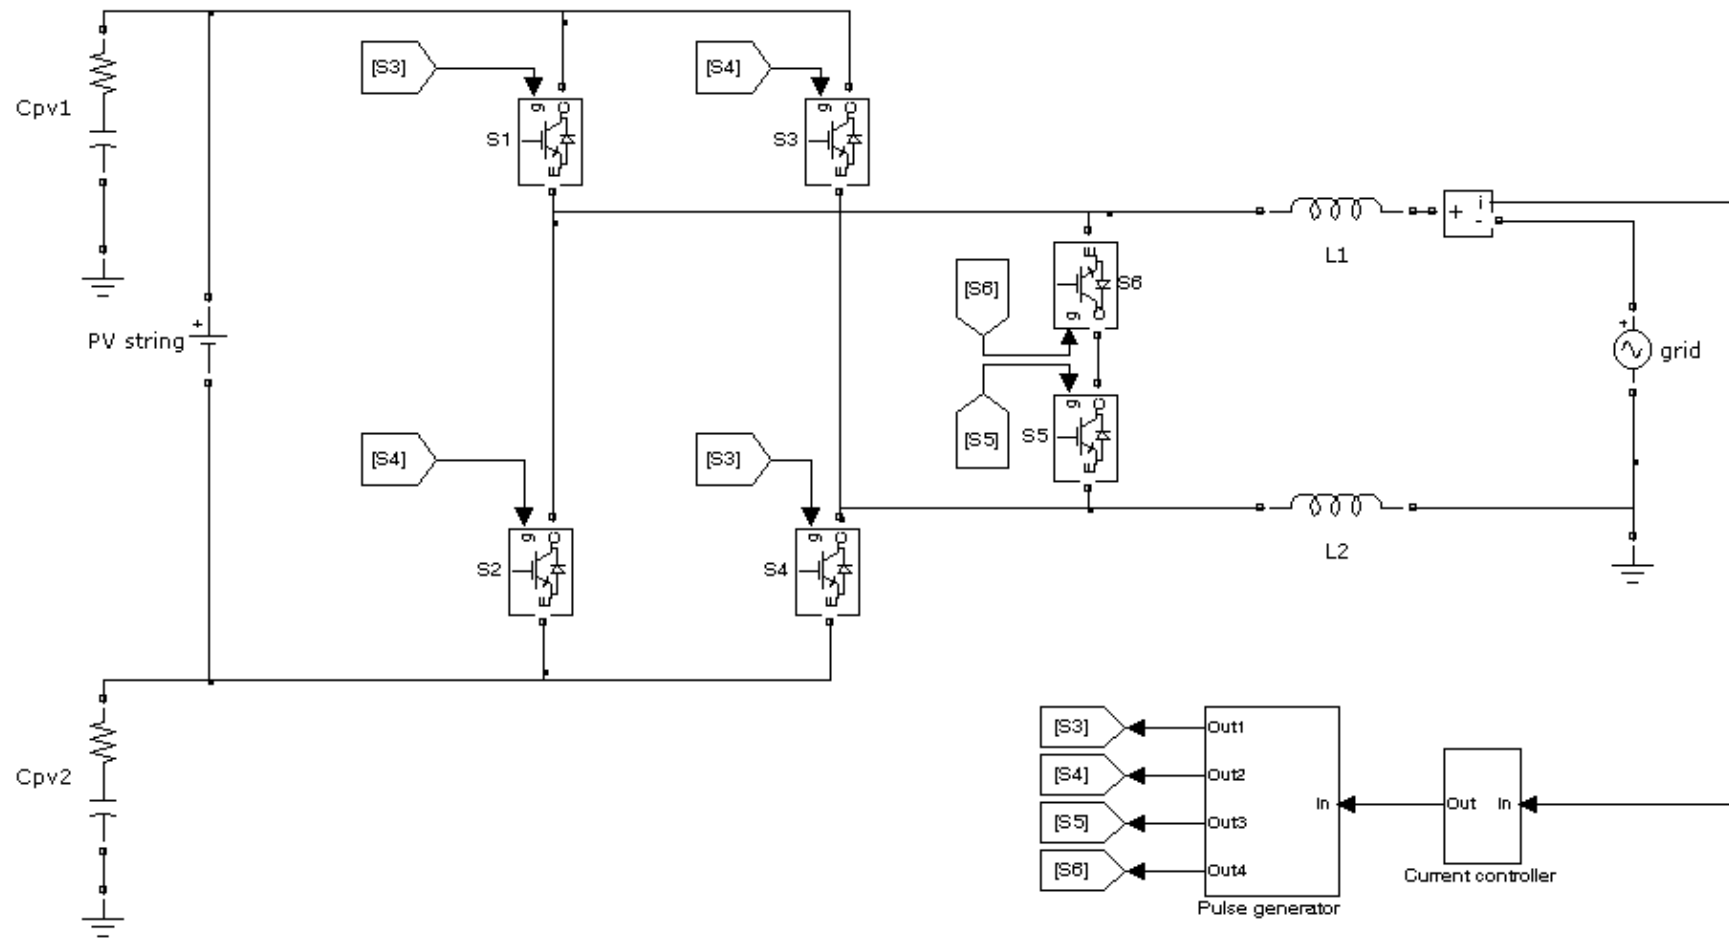 [S3]
[S4]
Cpv1
g C
S1
E
g C
S3
E
+ i
-
L1
E
S6
g C
[S6]
+
PV string
+
grid
g C
S5
E
[S5]
[S4]
[S3]
L2
g C
S2
E
g C
S4
E
Cpv2
[S3]
[S4]
[S5]
[S6]
Out1
Out2
Out3
Out4
In
Pulse generator
Out In
Current controller